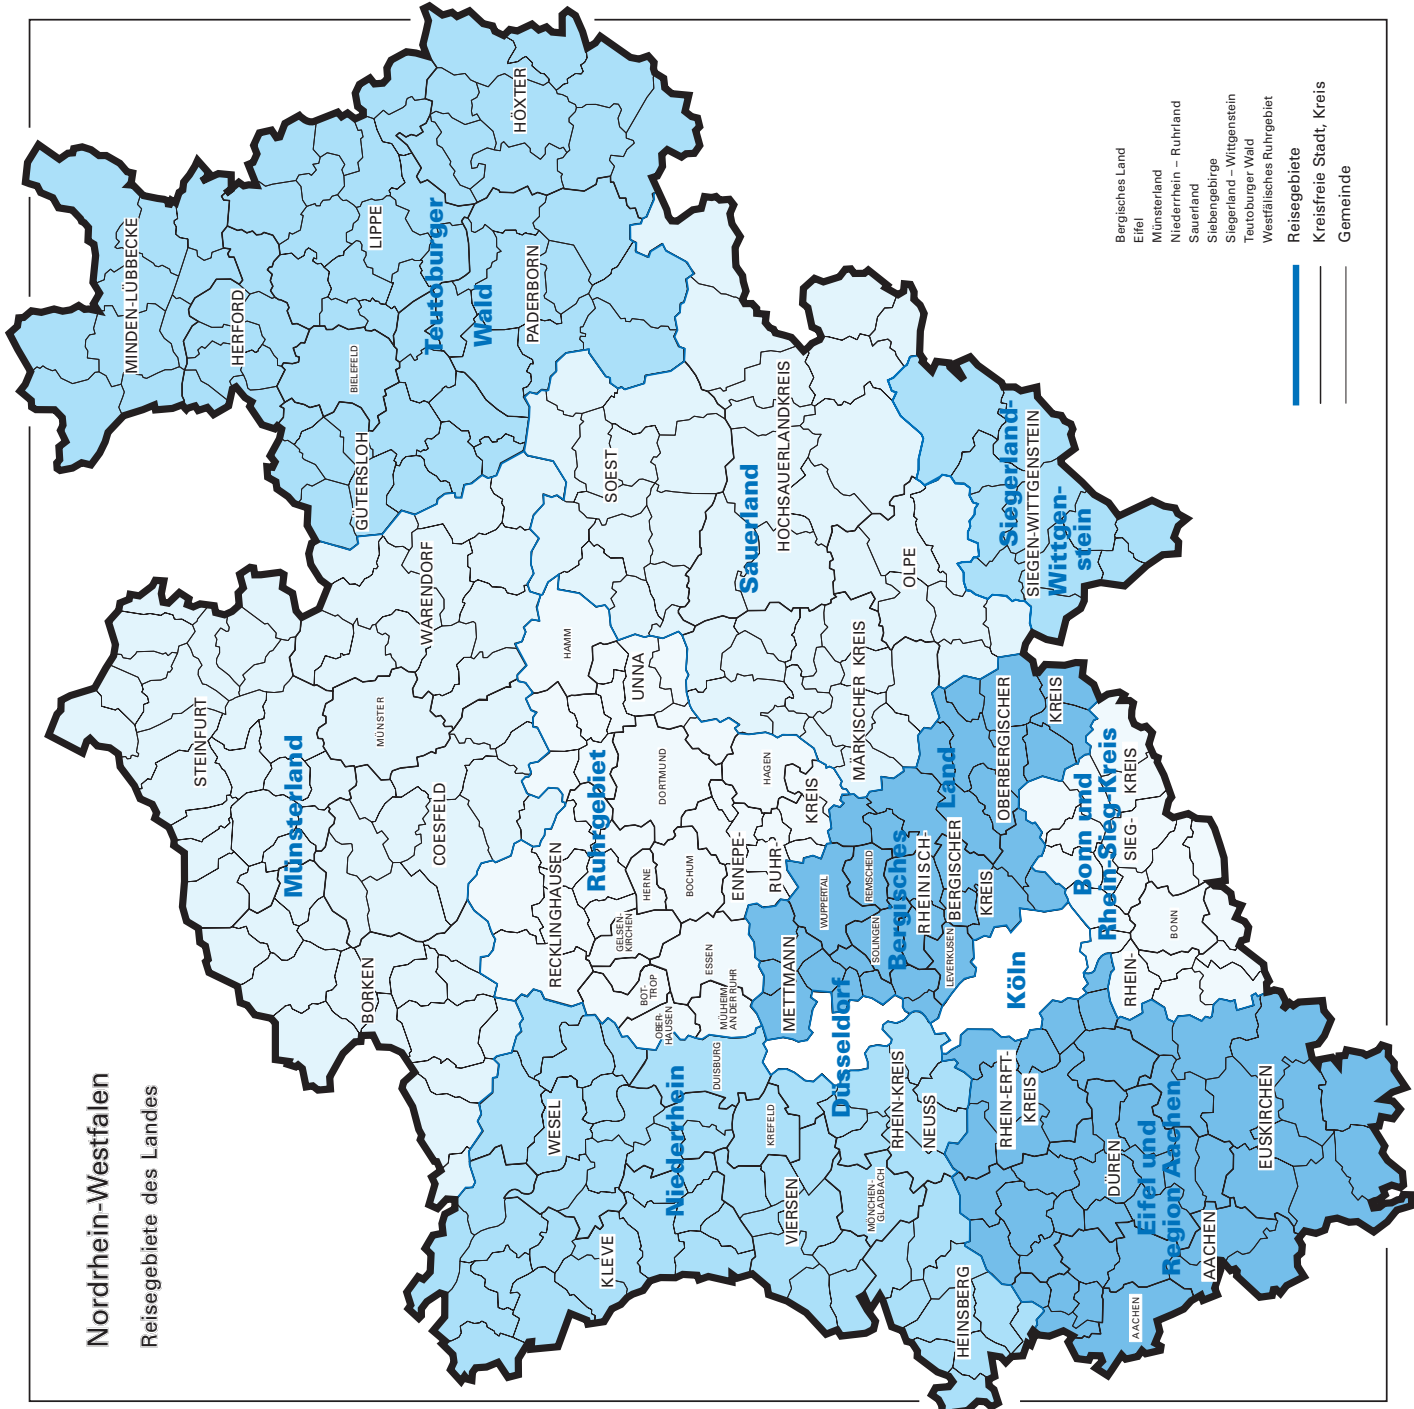 Nordrhein-Westfalen
Reisegebiete des Landes
STEINFURT
Münsterland
BORKEN
MÜNSTER
COESFELD
WARENDORF
MINDEN-LÜBBECKE
HERFORD
BIELEFELD
GÜTERSLOH
LIPPE
Teutoburger
Wald
HÖXTER
PADERBORN
KLEVE
WESEL
Niederrhein
DUISBURG
KREFELD
VIERSEN
MÖNCHEN-
GLADBACH
RHEIN-KREIS
NEUSS
HEINSBERG
RECKLINGHAUSEN
Ruhrgebiet
BOT-
TROP
GELSEN-
KIRCHEN
OBER-
HAUSEN
HERNE
MÜLHEIM
AN DER RUHR
ESSEN
BOCHUM
DORTMUND
HAMM
UNNA
ENNEPE-
RUHR-
KREIS
HAGEN
SOEST
Sauerland
HOCHSAUERLANDKREIS
MÄRKISCHER KREIS
OLPE
Siegerland-
SIEGEN-WITTGENSTEIN
Wittgen-
stein
Düsseldorf
METTMANN
WUPPERTAL
REMSCHEID
SOLINGEN
Bergisches
Land
RHEINISCH-
BERGISCHER
KREIS
LEVERKUSEN
OBERBERGISCHER
KREIS
Köln
Bonn und
Rhein-Sieg-Kreis
RHEIN-
SIEG-
KREIS
BONN
RHEIN-ERFT-
KREIS
DÜREN
Eifel und
Region Aachen
AACHEN
AACHEN
EUSKIRCHEN
Bergisches Land
Eifel
Münsterland
Niederrhein – Ruhrland
Sauerland
Siebengebirge
Siegerland – Wittgenstein
Teutoburger Wald
Westfälisches Ruhrgebiet
Reisegebiete
Kreisfreie Stadt, Kreis
Gemeinde